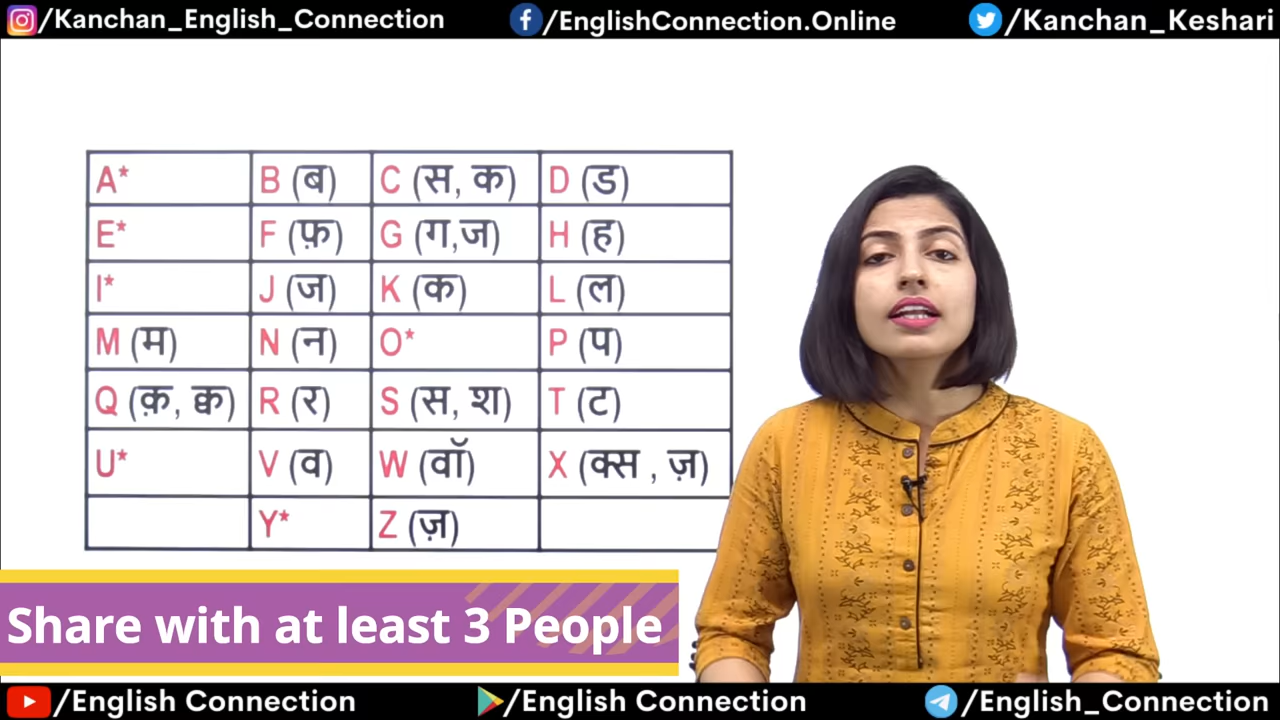 /Kanchan_English_Connection /EnglishConnection.Online /Kanchan_Keshari
A* B (ब) C (स, क) D (ड)
E* F (फ़) G (ग,ज) H (ह)
I* J (ज) K (क) L (ल)
M (म) N (न) O* P (प)
Q (क़, क्व) R (र) S (स, श) T (ट)
U* V (व) W (वॉ) X (क्स , ज़)
Y* Z (ज़)
Share with at least 3 People
/English Connection /English Connection /English_Connection